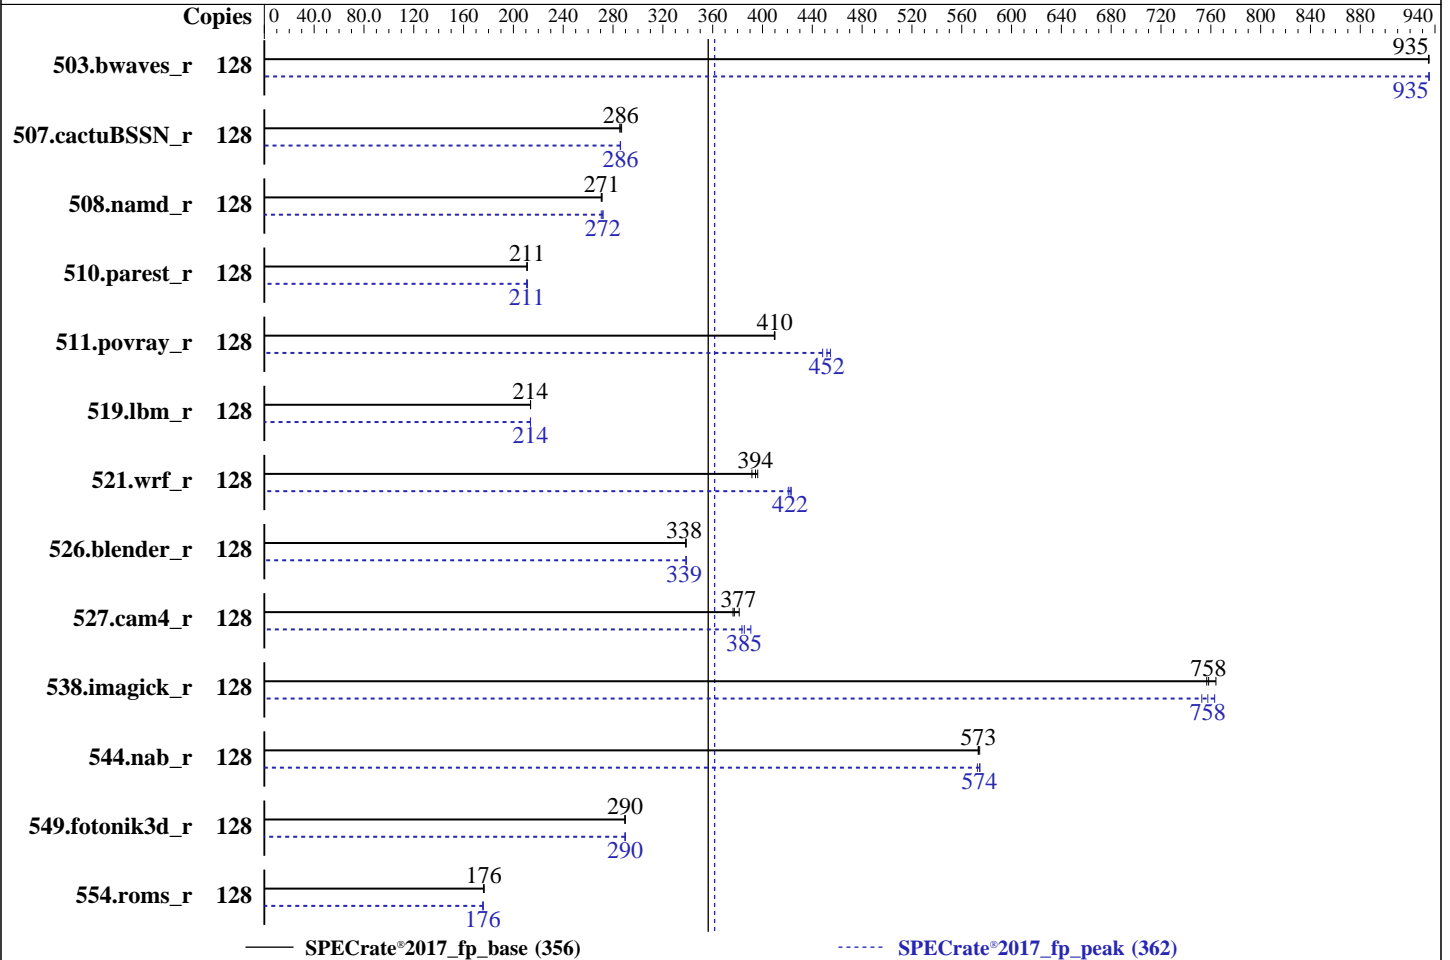 Copies 0 40.0 80.0 120 160 200 240 280 320 360 400 440 480 520 560 600 640 680 720 760 800 840 880 940
503.bwaves_r 128 935
935
507.cactuBSSN_r 128 286
286
508.namd_r 128 271
272
510.parest_r 128 211
211
511.povray_r 128 410
452
519.lbm_r 128 214
214
521.wrf_r 128 394
422
526.blender_r 128 338
339
527.cam4_r 128 377
385
538.imagick_r 128 758
758
544.nab_r 128 573
574
549.fotonik3d_r 128 290
290
554.roms_r 128 176
176
SPECrate®2017_fp_base (356) SPECrate®2017_fp_peak (362)